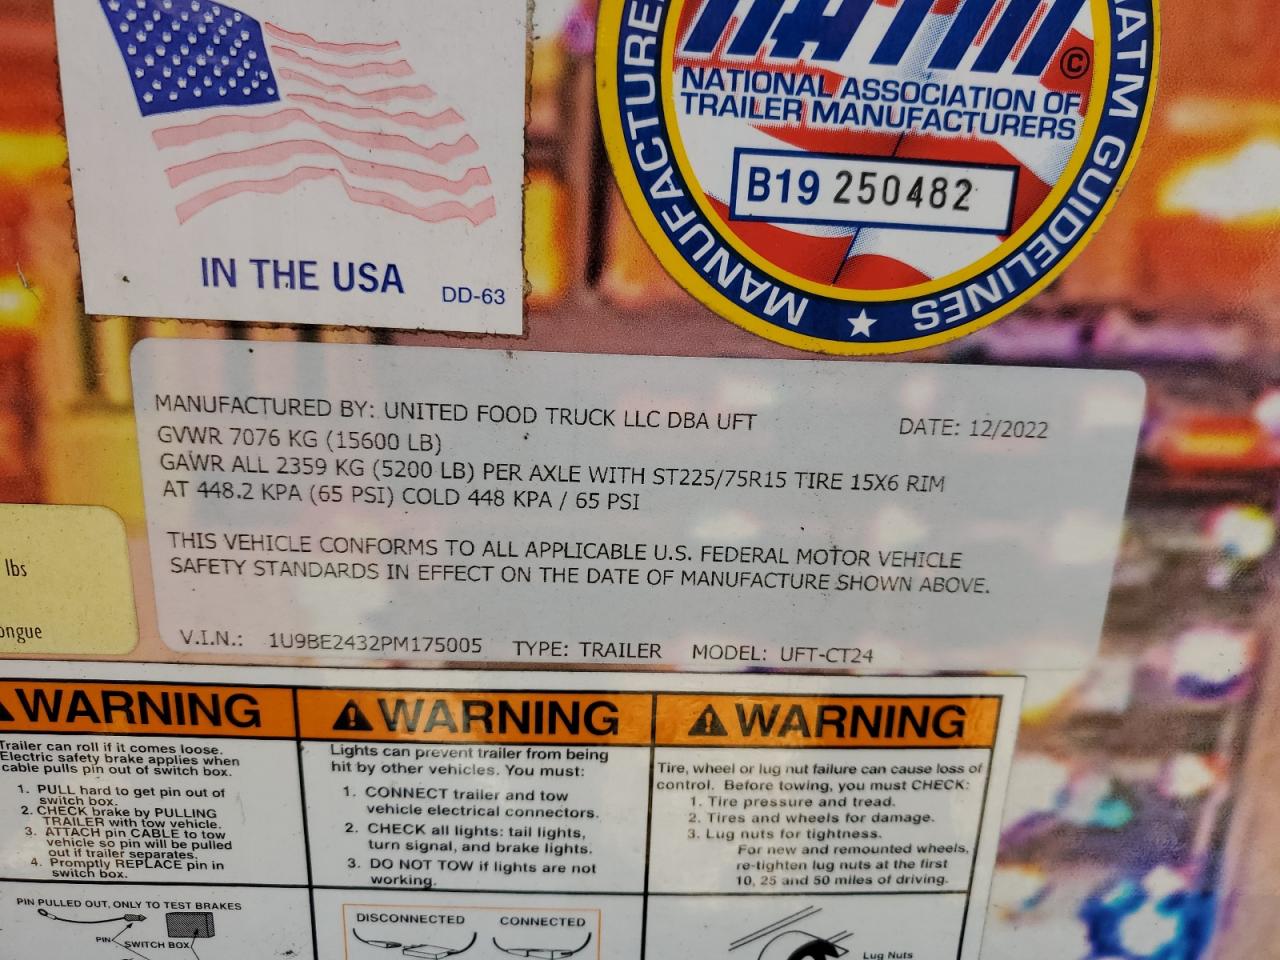 IN THE USA
DD-63
NATM
©
NATIONAL ASSOCIATION OF
TRAILER MANUFACTURERS
B19 250482
MANUFACTURE
NATM GUIDELINES
MANUFACTURED BY: UNITED FOOD TRUCK LLC DBA UFT DATE: 12/2022
GVWR 7076 KG (15600 LB)
GAWR ALL 2359 KG (5200 LB) PER AXLE WITH ST225/75R15 TIRE 15X6 RIM
AT 448.2 KPA (65 PSI) COLD 448 KPA / 65 PSI
THIS VEHICLE CONFORMS TO ALL APPLICABLE U.S. FEDERAL MOTOR VEHICLE
SAFETY STANDARDS IN EFFECT ON THE DATE OF MANUFACTURE SHOWN ABOVE.
V.I.N.: 1U9BE2432PM175005 TYPE: TRAILER MODEL: UFT-CT24
lbs
ongue
WARNING
Trailer can roll if it comes loose.
Electric safety brake applies when
cable pulls pin out of switch box.
1. PULL hard to get pin out of
switch box.
2. CHECK brake by PULLING
TRAILER with tow vehicle.
3. ATTACH pin CABLE to tow
vehicle so pin will be pulled
out if trailer separates.
4. Promptly REPLACE pin in
switch box.
PIN PULLED OUT, ONLY TO TEST BRAKES
PIN
SWITCH BOX
WARNING
Lights can prevent trailer from being
hit by other vehicles. You must:
1. CONNECT trailer and tow
vehicle electrical connectors.
2. CHECK all lights: tail lights,
turn signal, and brake lights.
3. DO NOT TOW if lights are not
working.
DISCONNECTED CONNECTED
WARNING
Tire, wheel or lug nut failure can cause loss of
control. Before towing, you must CHECK:
1. Tire pressure and tread.
2. Tires and wheels for damage.
3. Lug nuts for tightness.
For new and remounted wheels,
re-tighten lug nuts at the first
10, 25 and 50 miles of driving.
Lug Nuts